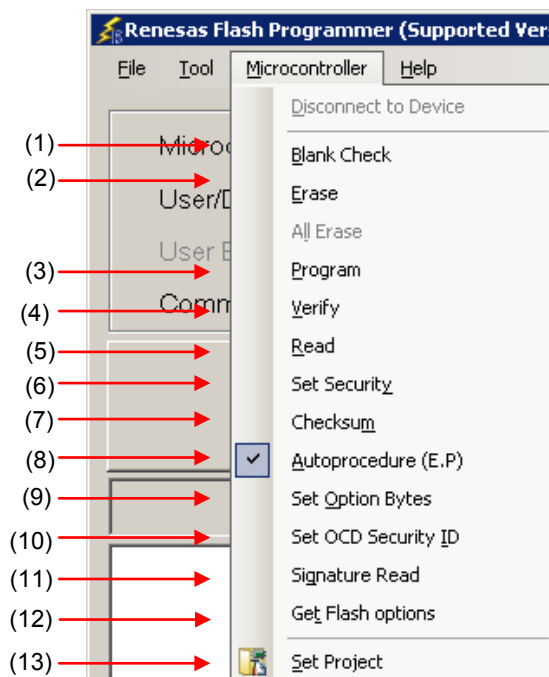 Renesas Flash Programmer (Supported Ver
File Tool Microcontroller Help
Disconnect to Device
(1) Blank Check
(2) Erase
All Erase
(3) Program
(4) Verify
(5) Read
(6) Set Security
(7) Checksum
(8) Autoprocedure (E.P)
(9) Set Option Bytes
(10) Set OCD Security ID
(11) Signature Read
(12) Get Flash options
(13) Set Project
Microc
User/D
User B
Comm